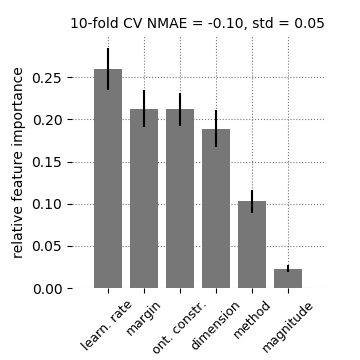 10-fold CV NMAE = -0.10, std = 0.05
relative feature importance
0.25
0.20
0.15
0.10
0.05
0.00
learn. rate
margin
ont. constr.
dimension
method
magnitude